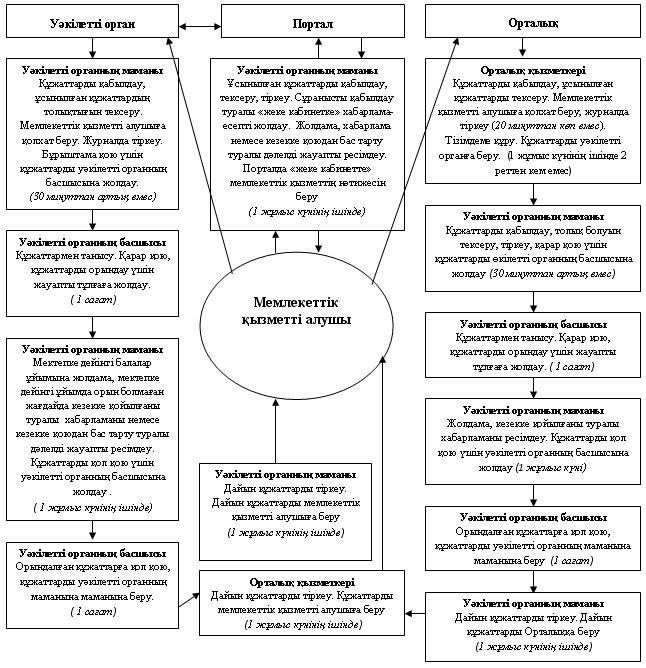 Уәкілетті орган
Портал
Орталық
Уәкілетті органның маманы
Құжаттарды қабылдау,
ұсынылған құжаттардың
толықтығын тексеру.
Мемлекеттік қызметті алушыға
қолхат беру. Журналда тіркеу.
Бұрыштама қою үшін
құжаттарды уәкілетті органның
басшысына жолдау.
(30 минуттан артық емес)
Уәкілетті органның басшысы
Құжаттармен танысу. Қарар қою,
құжаттарды орындау үшін
жауапты тұлғаға жолдау.
( 1 сағат)
Уәкілетті органның маманы
Мектепке дейінгі балалар
ұйымына жолдама, мектепке
дейінгі ұйымда орын болмаған
жағдайда кезекке қойылғаны
туралы хабарламаны немесе
кезекке қоюдан бас тарту туралы
дәлелді жауапты ресімдеу.
Құжаттарды қол қою үшін
уәкілетті органның басшысына
жолдау .
( 1 жұмыс күнінің ішінде)
Уәкілетті органның басшысы
Орындалған құжаттарға қол қою,
құжаттарды уәкілетті органның
маманына маманына беру.
( 1 сағат)
Уәкілетті органның маманы
Ұсынылған құжаттарды қабылдау,
тексеру, тіркеу. Сұранысты қабылдау
туралы «жеке кабинетке» хабарлама-
есепті жолдау. Жолдама, хабарлама
немесе кезекке қоюдан бас тарту
туралы дәлелді жауапты ресімдеу.
Порталда «жеке кабинетте»
мемлекеттік қызметтің нәтижесін
беру
(1 жұмыс күнінің ішінде)
Мемлекеттік
қызметті алушы
Уәкілетті органның маманы
Дайын құжаттарды тіркеу.
Дайын құжаттарды мемлекеттік
қызметті алушыға беру
(1 жұмыс күнінің ішінде)
Орталық қызметкері
Дайын құжаттарды тіркеу. Құжаттарды
мемлекеттік қызметті алушыға беру
(1 жұмыс күнінің ішінде)
Орталық қызметкері
Құжаттарды қабылдау, ұсынылған
құжаттарды тексеру. Мемлекеттік
қызметті алушыға қолхат беру, журналда
тіркеу (20 минуттан көп емес).
Тізімдеме құру. Құжаттарды уәкілетті
органға беру. (1 жұмыс күнінің ішінде 2
реттен кем емес)
Уәкілетті органның маманы
Құжаттарды қабылдау, толық болуын
тексеру, тіркеу, қарар қою үшін
құжаттарды өкілетті органның басшысына
жолдау (30 минуттан артық емес)
Уәкілетті органның басшысы
Құжаттармен танысу. Қарар қою,
құжаттарды орындау үшін жауапты
тұлғаға жолдау. ( 1 сағат)
Уәкілетті органның маманы
Жолдама, кезекке қойылғаны туралы
хабарламаны ресімдеу. Құжаттарды қол
қою үшін уәкілетті органның басшысына
жолдау (1 жұмыс күні)
Уәкілетті органның басшысы
Орындалған құжаттарға қол қою,
құжаттарды уәкілетті органның маманына
маманына беру (1 сағат)
Уәкілетті органның маманы
Дайын құжаттарды тіркеу. Дайын
құжаттарды Орталыққа беру
(1 жұмыс күнінің ішінде)